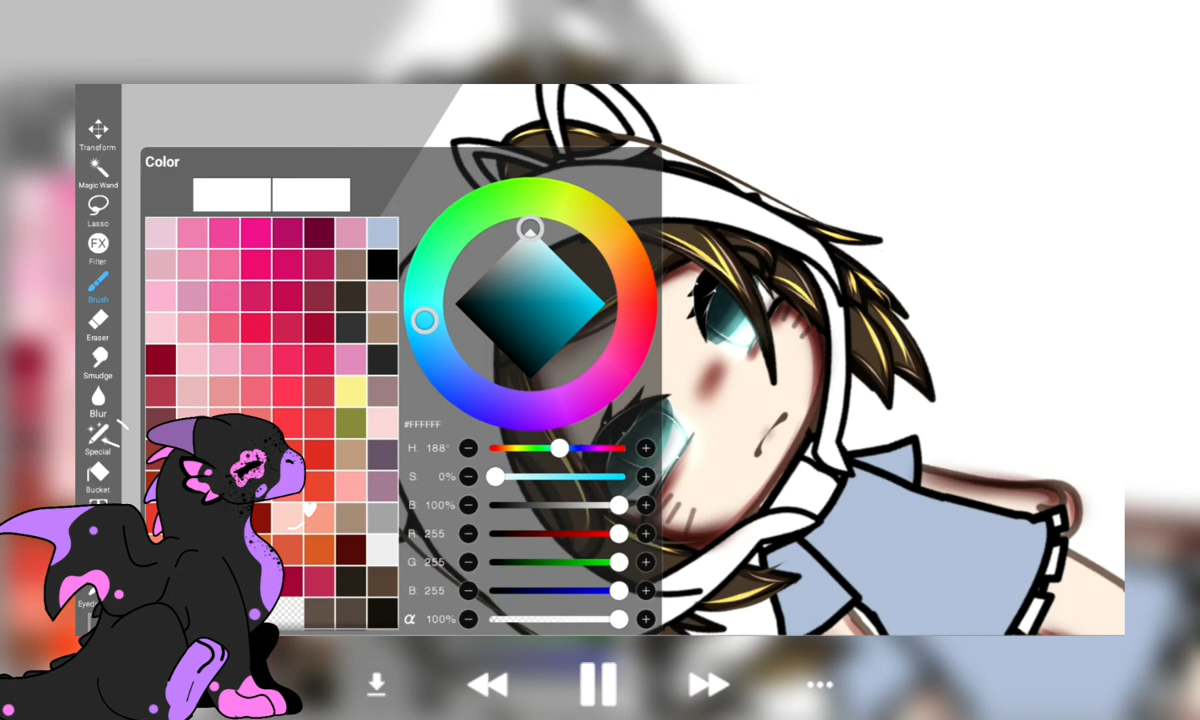 Transform
Color
Magic Wand
Lasso
FX
Filter
Brush
Eraser
Smudge
Blur
Special
Bucket
#FFFFFF
H 188°
S: 0%
B 100%
R 255
G 255
B: 255
α 100%